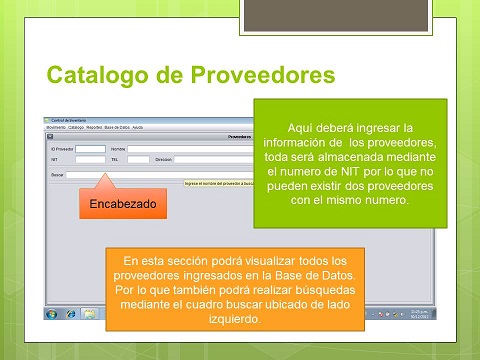 Catalogo de Proveedores
Control de Inventario
Movimiento Catalogo Reportes Base de Datos Ayuda
Proveedores
ID Proveedor
Nombre
NIT
TEL.
Direccion
Buscar
Ingrese el nombre del proveedor a busca
Encabezado
Aquí deberá ingresar la
información de los proveedores,
toda será almacenada mediante
el numero de NIT por lo que no
pueden existir dos proveedores
con el mismo numero.
En esta sección podrá visualizar todos los
proveedores ingresados en la Base de Datos.
Por lo que también podrá realizar búsquedas
mediante el cuadro buscar ubicado de lado
izquierdo.